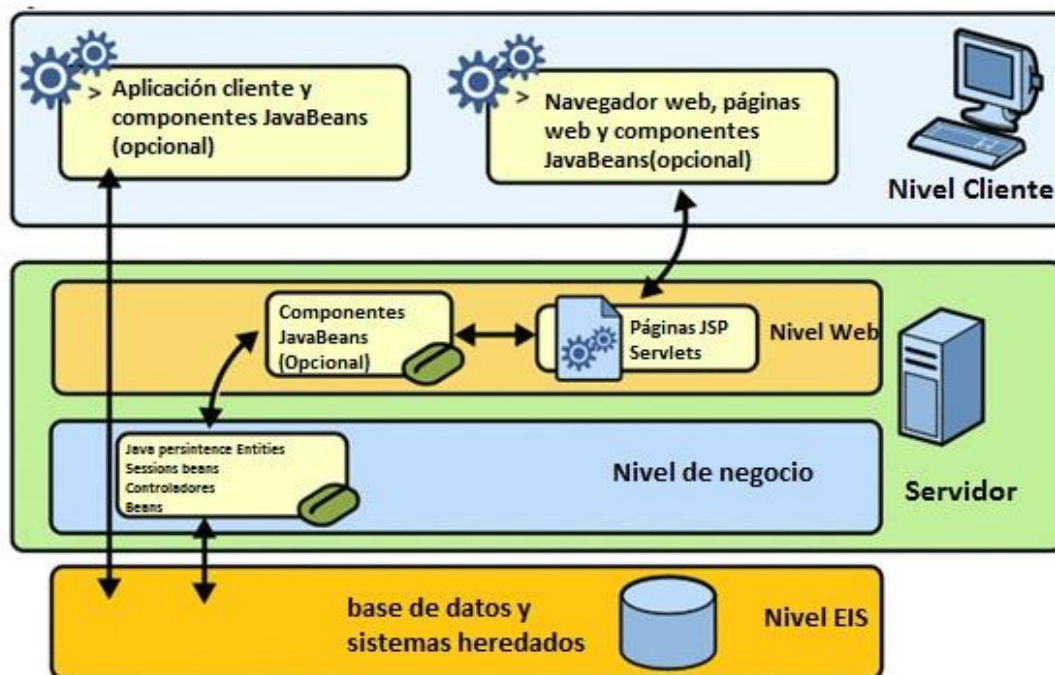 > Aplicación cliente y
componentes JavaBeans
(opcional)
> Navegador web, páginas
web y componentes
JavaBeans(opcional)
Nivel Cliente
Componentes
JavaBeans
(Opcional)
Páginas JSP
Servlets
Nivel Web
Java persintence Entities
Sessions beans
Controladores
Beans
Nivel de negocio
Servidor
base de datos y
sistemas heredados
Nivel EIS